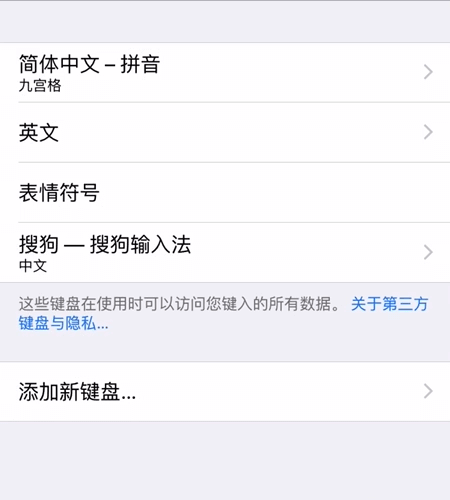 简体中文 – 拼音
九宫格
英文
表情符号
搜狗 — 搜狗输入法
中文
这些键盘在使用时可以访问您键入的所有数据。 关于第三方
键盘与隐私...
添加新键盘...